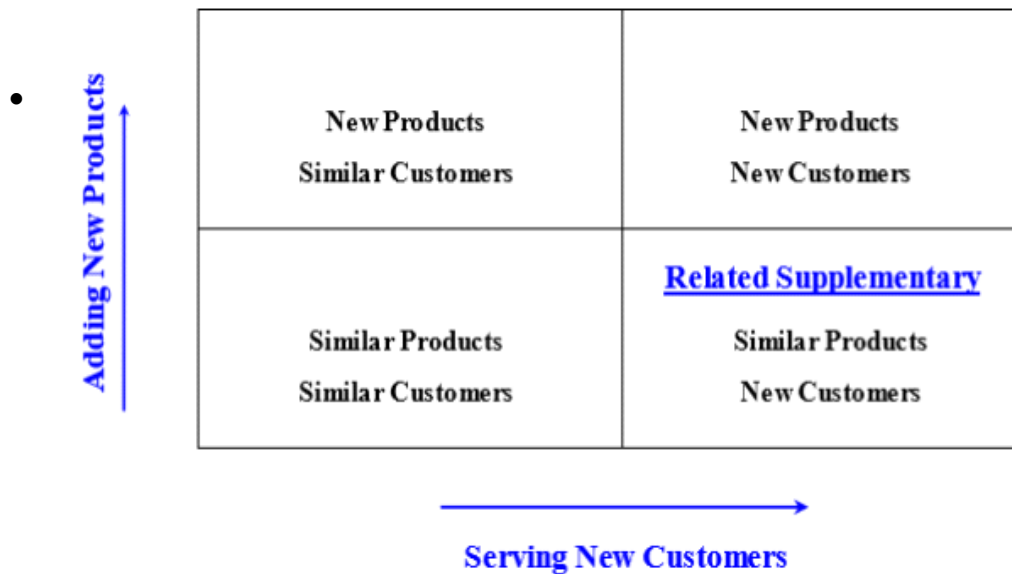 Adding New Products
New Products
Similar Customers
New Products
New Customers
Similar Products
Similar Customers
Related Supplementary
Similar Products
New Customers
Serving New Customers